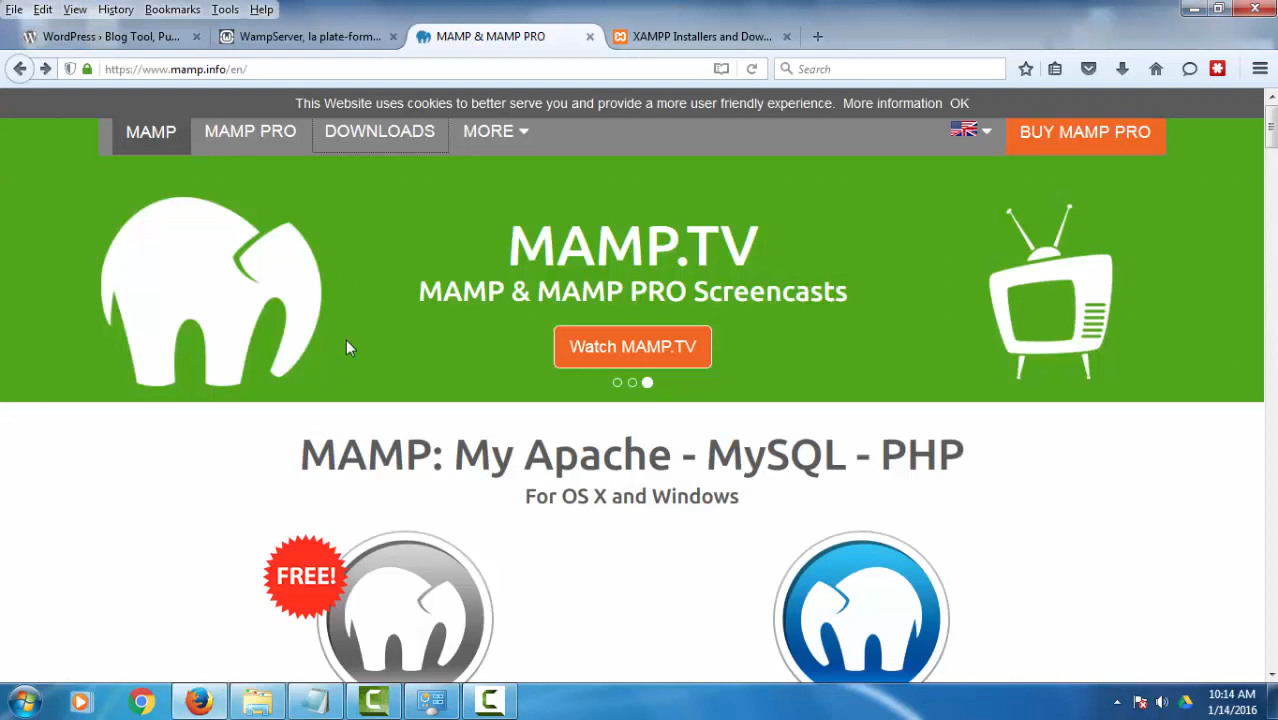 File Edit View History Bookmarks Tools Help
WordPress › Blog Tool, Pu... × WampServer, la plate-form... × MAMP & MAMP PRO × XAMPP Installers and Dow... × +
https://www.mamp.info/en/ Search
This Website uses cookies to better serve you and provide a more user friendly experience. More information OK
MAMP MAMP PRO DOWNLOADS MORE BUY MAMP PRO
MAMP.TV
MAMP & MAMP PRO Screencasts
Watch MAMP.TV
MAMP: My Apache - MySQL - PHP
For OS X and Windows
FREE!
10:14 AM
1/14/2016